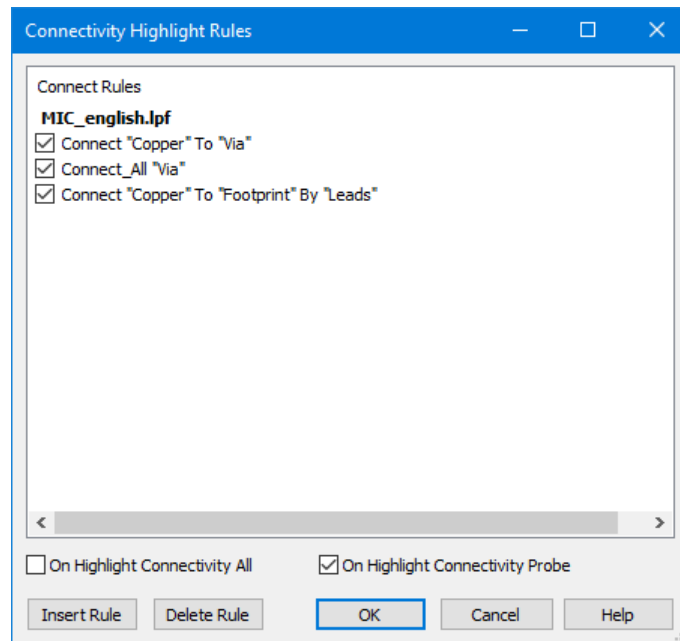 Connectivity Highlight Rules
Connect Rules
MIC_english.lpf
Connect "Copper" To "Via"
Connect_All "Via"
Connect "Copper" To "Footprint" By "Leads"
On Highlight Connectivity All On Highlight Connectivity Probe
Insert Rule Delete Rule OK Cancel Help